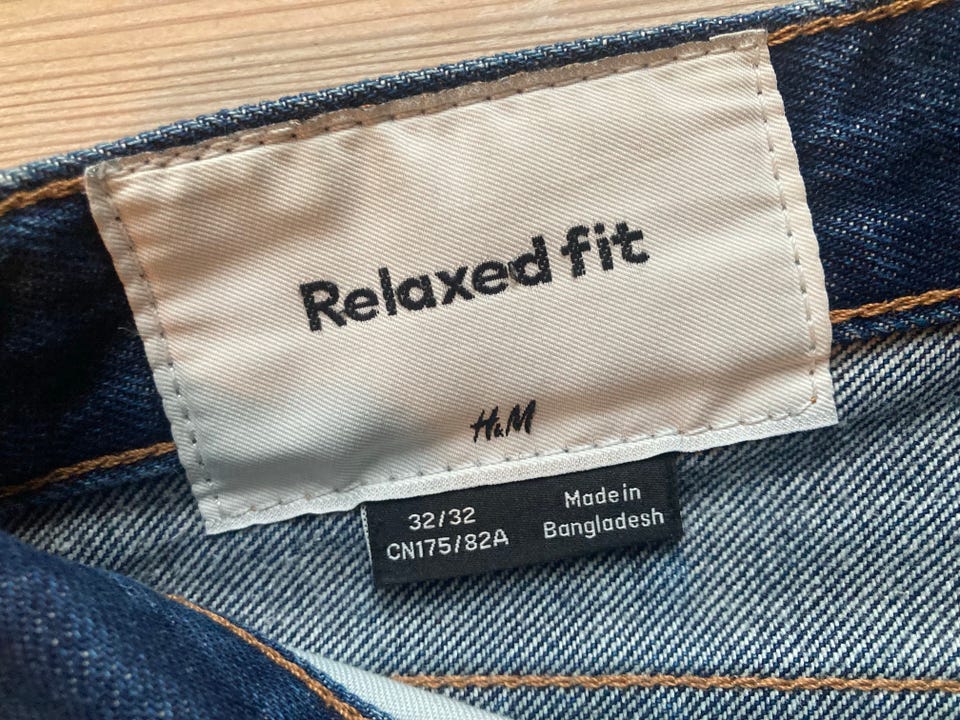 Relaxed fit
H&M
32/32
CN175/82A
Made in
Bangladesh